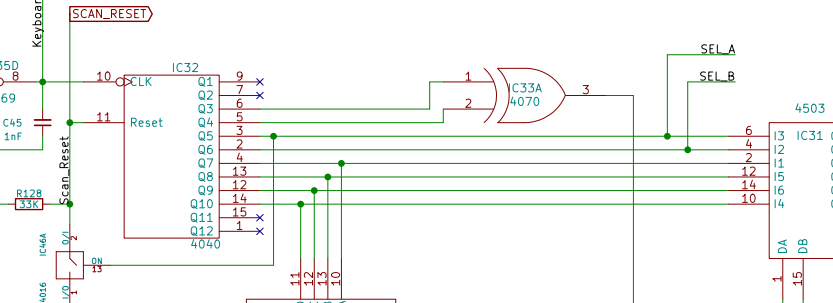 SCAN_RESET
Keyboar
35D
8
69
C45
1nF
Scan_Reset
R128
33K
IC46A
O/I
2
ON
13
4016
I/O
1
IC32
10
CLK
11
Reset
Q1 9
Q2 7
Q3 6
Q4 5
Q5 3
Q6 2
Q7 4
Q8 13
Q9 12
Q10 14
Q11 15
Q12 1
4040
1
2
IC33A
4070
3
11
12
13
10
SEL_A
SEL_B
4503
6 I3 IC31
4 I2
2 I1
12 I5
14 I6
10 I4
DA
DB
1
15